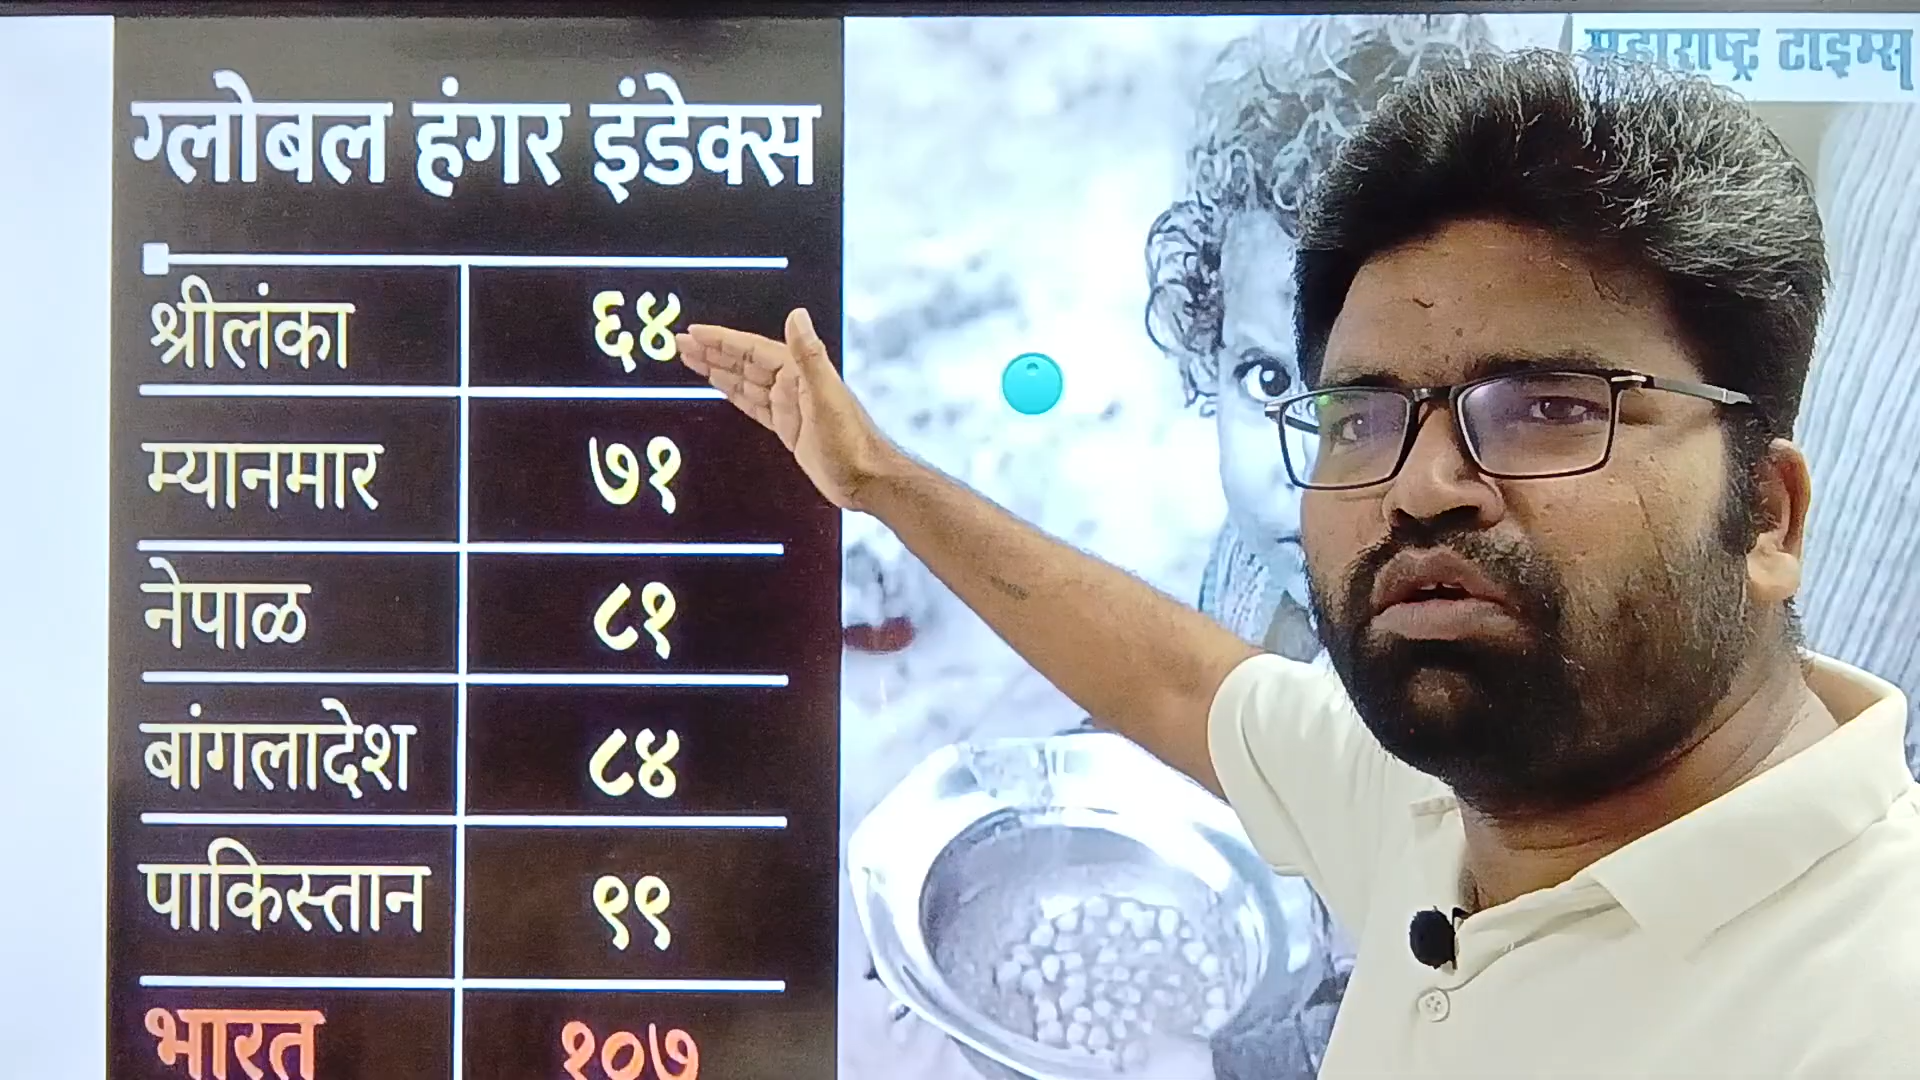 महाराष्ट्र टाइम्स
ग्लोबल हंगर इंडेक्स
श्रीलंका ६४
म्यानमार ७१
नेपाळ ८१
बांगलादेश ८४
पाकिस्तान ९९
भारत १०७